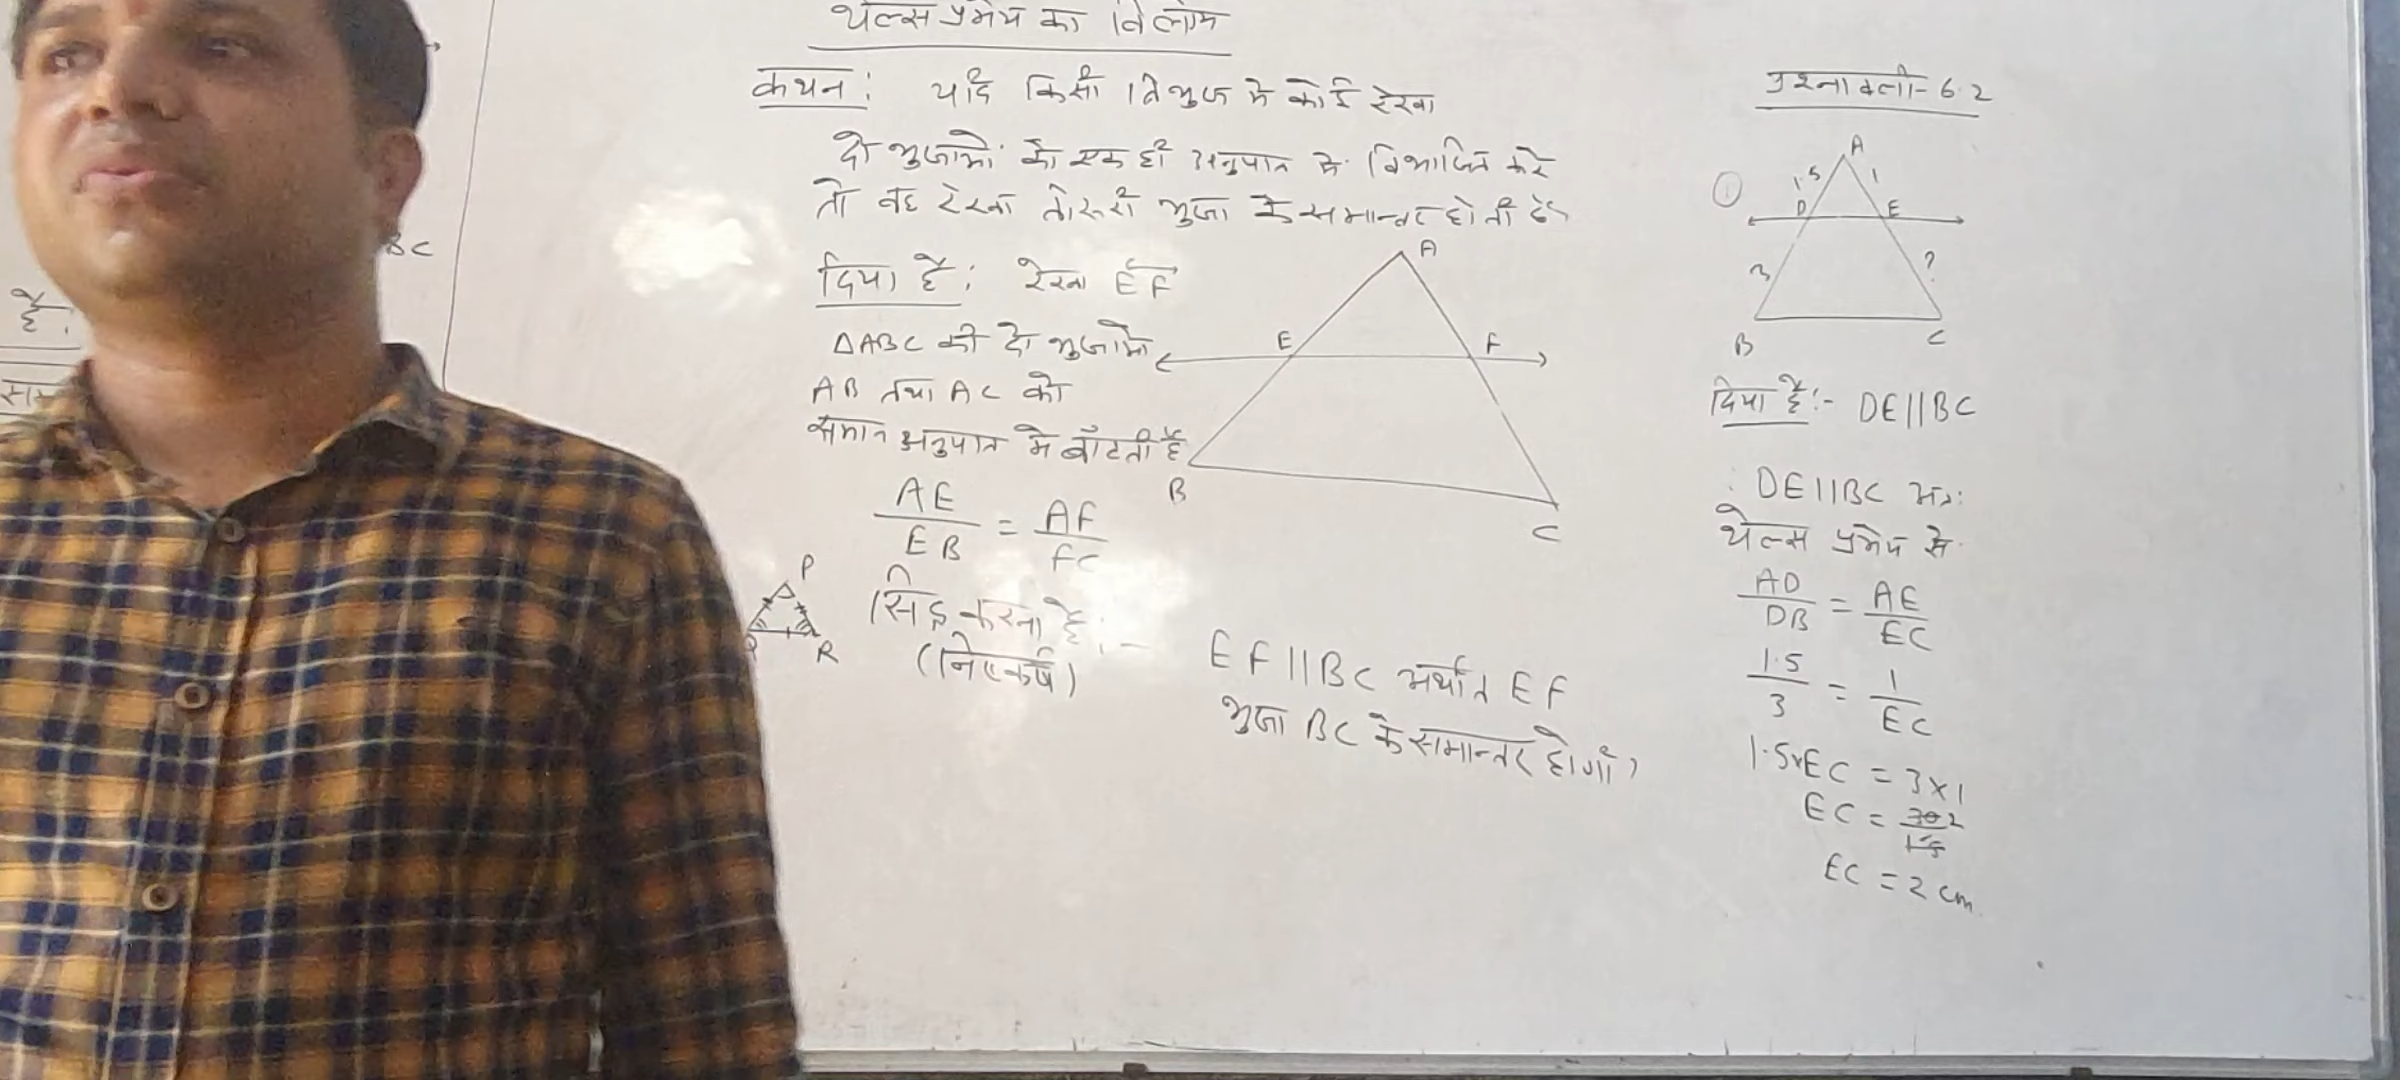 थेल्स प्रमेय का विलोम
कथन: यदि किसी त्रिभुज मे कोई रेखा
दो भुजाओं को एक ही अनुपात में विभाजित करे
तो वह रेखा तीसरी भुजा के समान्तर होती है
दिया है: रेखा EF
ΔABC की दो भुजाओ
AB तथा AC को
समान अनुपात मे बाँटती है
AE/EB = AF/FC
सिद्ध करना है :-
(निष्कर्ष)
EF||BC अर्थात EF
भुजा BC के समान्तर होगी
A
E F
B
C
P
R
BC
है:
प्रश्नावली-6.2
①
A
1.5 1
D E
3 ?
B C
दिया है:- DE||BC
DE||BC अतः
थेल्स प्रमेय से
AD/DB = AE/EC
1.5/3 = 1/EC
1.5×EC = 3×1
EC = 30 2/1.5
EC = 2 cm